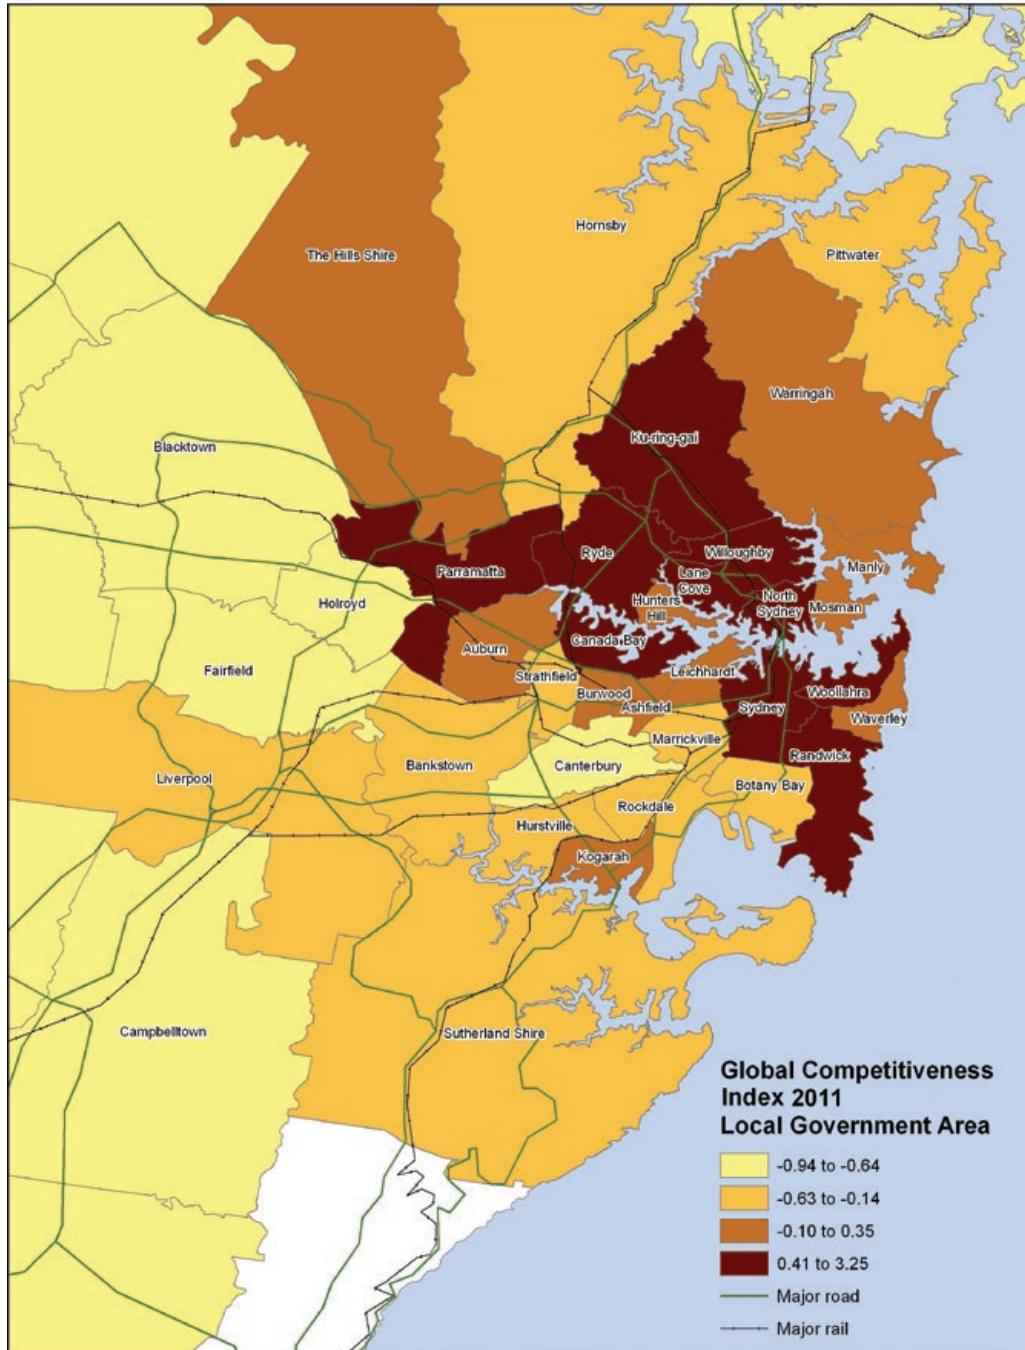 Hornsby
The Hills Shire
Pittwater
Warringah
Ku-ring-gai
Blacktown
Ryde
Willoughby
Parramatta
Lane
Cove
Manly
Holroyd
Hunters
Hill
North
Sydney
Mosman
Canada Bay
Auburn
Fairfield
Strathfield
Leichhardt
Burwood
Woollahra
Ashfield
Sydney
Waverley
Marrickville
Randwick
Liverpool
Bankstown
Canterbury
Botany Bay
Rockdale
Hurstville
Kogarah
Campbelltown
Sutherland Shire
Global Competitiveness
Index 2011
Local Government Area
-0.94 to -0.64
-0.63 to -0.14
-0.10 to 0.35
0.41 to 3.25
Major road
Major rail